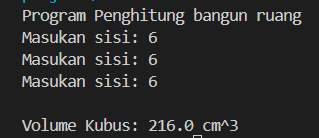 Program Penghitung bangun ruang
Masukan sisi: 6
Masukan sisi: 6
Masukan sisi: 6
Volume Kubus: 216.0 cm^3